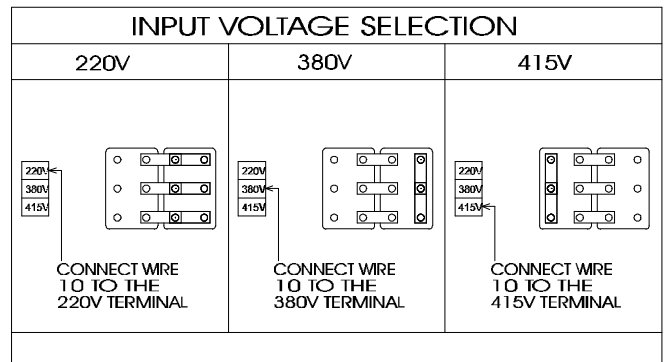 INPUT VOLTAGE SELECTION
220V 380V 415V
220V
380V
415V
CONNECT WIRE
10 TO THE
220V TERMINAL
220V
380V
415V
CONNECT WIRE
10 TO THE
380V TERMINAL
220V
380V
415V
CONNECT WIRE
10 TO THE
415V TERMINAL